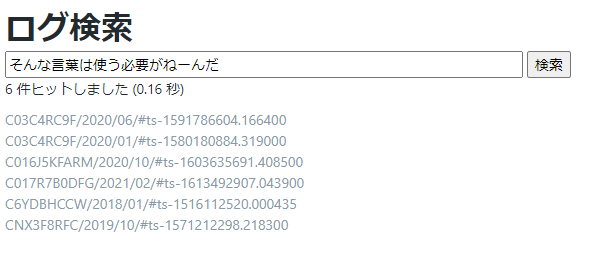 ログ検索
そんな言葉は使う必要がねーんだ 検索
6 件ヒットしました (0.16 秒)
C03C4RC9F/2020/06/#ts-1591786604.166400
C03C4RC9F/2020/01/#ts-1580180884.319000
C016J5KFARM/2020/10/#ts-1603635691.408500
C017R7B0DFG/2021/02/#ts-1613492907.043900
C6YDBHCCW/2018/01/#ts-1516112520.000435
CNX3F8RFC/2019/10/#ts-1571212298.218300